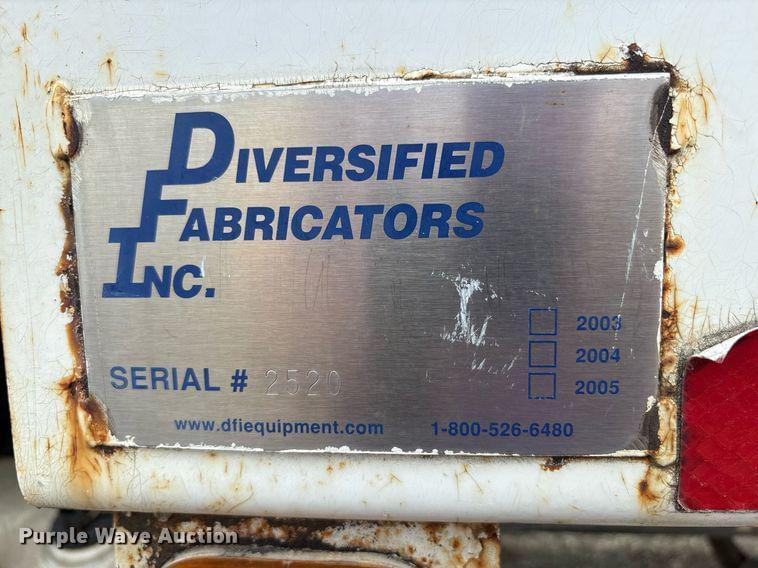 DIVERSIFIED
FABRICATORS
INC.
2003
2004
SERIAL # 2520
2005
www.dfiequipment.com 1-800-526-6480
Purple Wave Auction